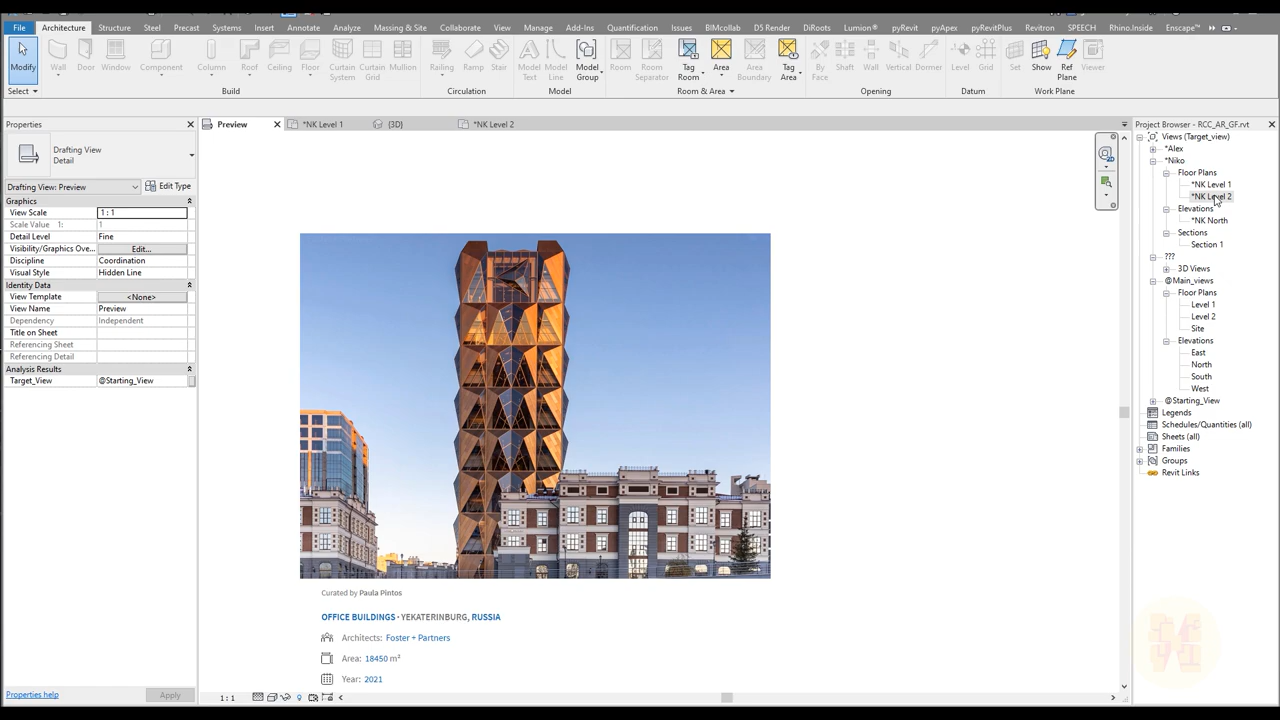 File Architecture Structure Steel Precast Systems Insert Annotate Analyze Massing & Site Collaborate View Manage Add-Ins Quantification Issues BIMcollab D5 Render DiRoots Lumion® pyRevit pyApex pyRevitPlus Revitron SPEECH Rhino.Inside Enscape™
Modify Wall Door Window Component Column Roof Ceiling Floor Curtain System Curtain Grid Mullion Railing Ramp Stair Model Text Model Line Model Group Room Room Separator Tag Room Area Area Boundary Tag Area By Face Shaft Wall Vertical Dormer Level Grid Set Show Ref Plane Viewer
Select Build Circulation Model Room & Area Opening Datum Work Plane
Properties
Drafting View
Detail
Drafting View: Preview Edit Type
Graphics
View Scale 1 : 1
Scale Value 1: 1
Detail Level Fine
Visibility/Graphics Ove... Edit...
Discipline Coordination
Visual Style Hidden Line
Identity Data
View Template <None>
View Name Preview
Dependency Independent
Title on Sheet
Referencing Sheet
Referencing Detail
Analysis Results
Target_View @Starting_View
Properties help Apply
Preview *NK Level 1 {3D} *NK Level 2
2D
Curated by Paula Pintos
OFFICE BUILDINGS · YEKATERINBURG, RUSSIA
Architects: Foster + Partners
Area: 18450 m²
Year: 2021
1 : 1
Project Browser - RCC_AR_GF.rvt
Views (Target_view)
*Alex
*Niko
Floor Plans
*NK Level 1
*NK Level 2
Elevations
*NK North
Sections
Section 1
???
3D Views
@Main_views
Floor Plans
Level 1
Level 2
Site
Elevations
East
North
South
West
@Starting_View
Legends
Schedules/Quantities (all)
Sheets (all)
Families
Groups
Revit Links